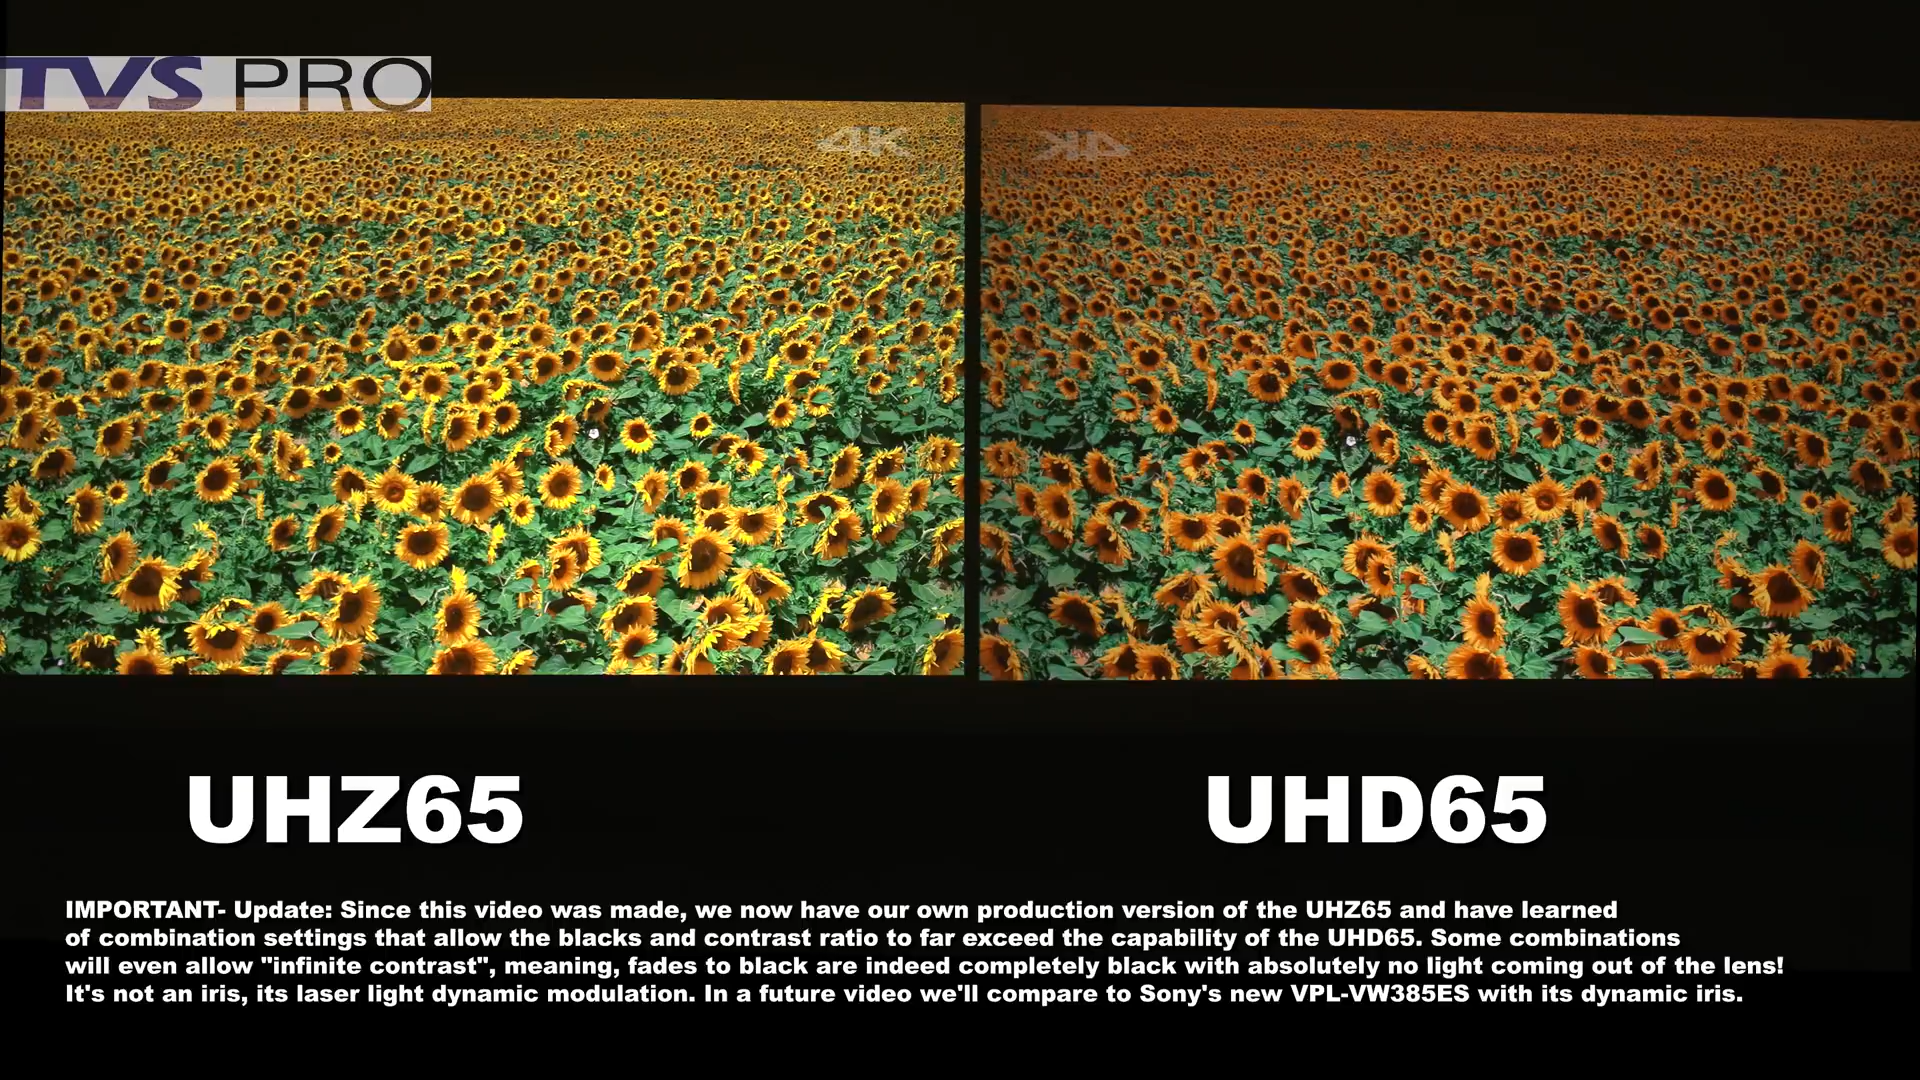 TVS PRO
4K
4K
UHZ65
UHD65
IMPORTANT- Update: Since this video was made, we now have our own production version of the UHZ65 and have learned
of combination settings that allow the blacks and contrast ratio to far exceed the capability of the UHD65. Some combinations
will even allow "infinite contrast", meaning, fades to black are indeed completely black with absolutely no light coming out of the lens!
It's not an iris, its laser light dynamic modulation. In a future video we'll compare to Sony's new VPL-VW385ES with its dynamic iris.